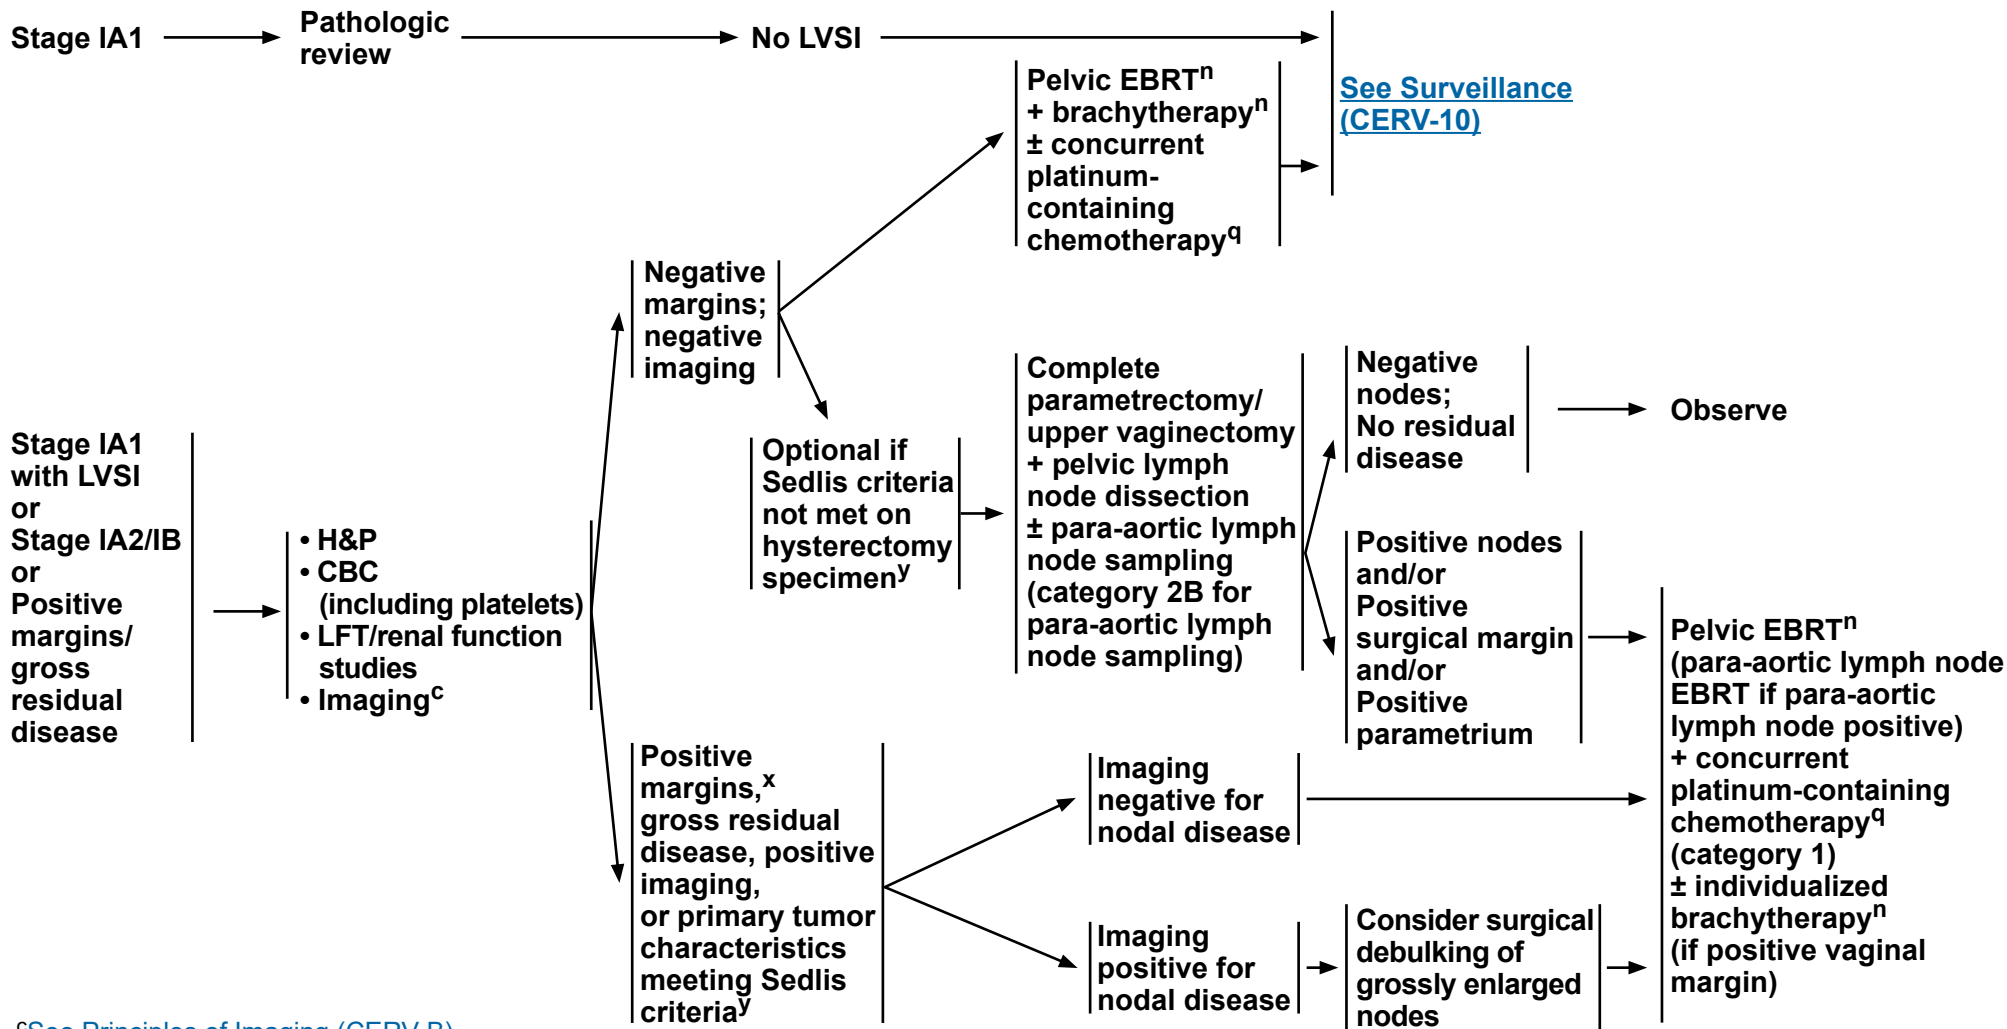 Stage IA1
Pathologic
review
No LVSI
Pelvic EBRTn
+ brachytherapyn
± concurrent
platinum-
containing
chemotherapyq
See Surveillance
(CERV-10)
Stage IA1
with LVSI
or
Stage IA2/IB
or
Positive
margins/
gross
residual
disease
• H&P
• CBC
(including platelets)
• LFT/renal function
studies
• Imagingc
Negative
margins;
negative
imaging
Optional if
Sedlis criteria
not met on
hysterectomy
specimeny
Complete
parametrectomy/
upper vaginectomy
+ pelvic lymph
node dissection
± para-aortic lymph
node sampling
(category 2B for
para-aortic lymph
node sampling)
Negative
nodes;
No residual
disease
Observe
Positive nodes
and/or
Positive
surgical margin
and/or
Positive
parametrium
Positive
margins,x
gross residual
disease, positive
imaging,
or primary tumor
characteristics
meeting Sedlis
criteriay
Imaging
negative for
nodal disease
Imaging
positive for
nodal disease
Consider surgical
debulking of
grossly enlarged
nodes
Pelvic EBRTn
(para-aortic lymph node
EBRT if para-aortic
lymph node positive)
+ concurrent
platinum-containing
chemotherapyq
(category 1)
± individualized
brachytherapyn
(if positive vaginal
margin)
cSee Principles of Imaging (CERV-B)